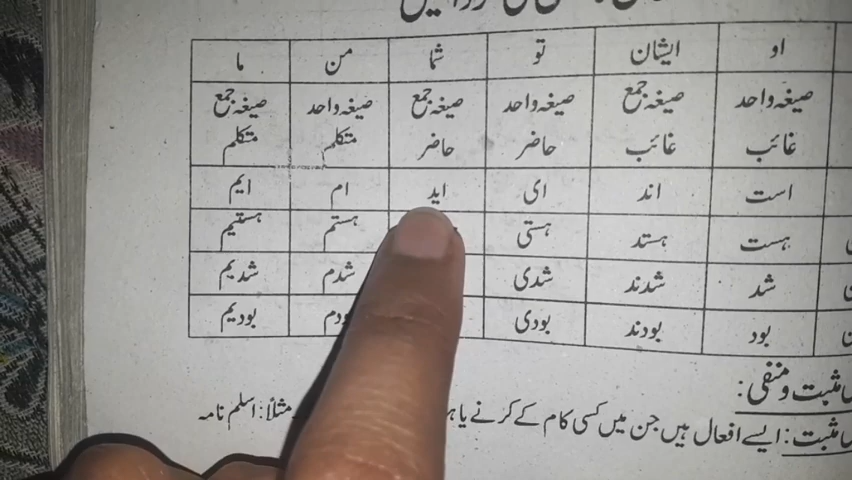 او ایشان تو شما من ما
صیغہ واحد صیغہ جمع صیغہ واحد صیغہ جمع صیغہ واحد صیغہ جمع
غائب غائب حاضر حاضر متکلم متکلم
است اند ای اید ام ایم
ہست ہستد ہستی ہستم ہستیم
شد شدند شدی شدم شدیم
بود بودند بودی بودیم
مثبت و منفی:
مثبت: ایسے افعال ہیں جن میں کسی کام کے کرنے یا مثلاً: اسلم نامہ